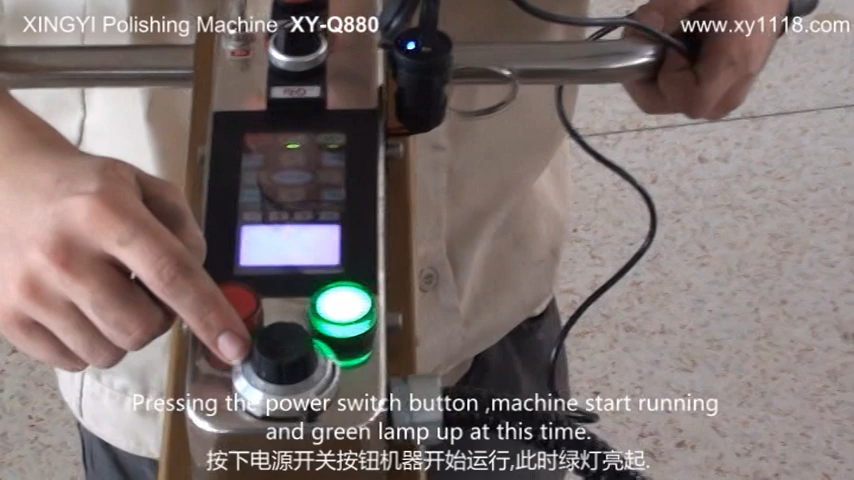 XINGYI Polishing Machine XY-Q880
www.xy1118.com
Pressing the power switch button ,machine start running
and green lamp up at this time.
按下电源开关按钮机器开始运行,此时绿灯亮起.